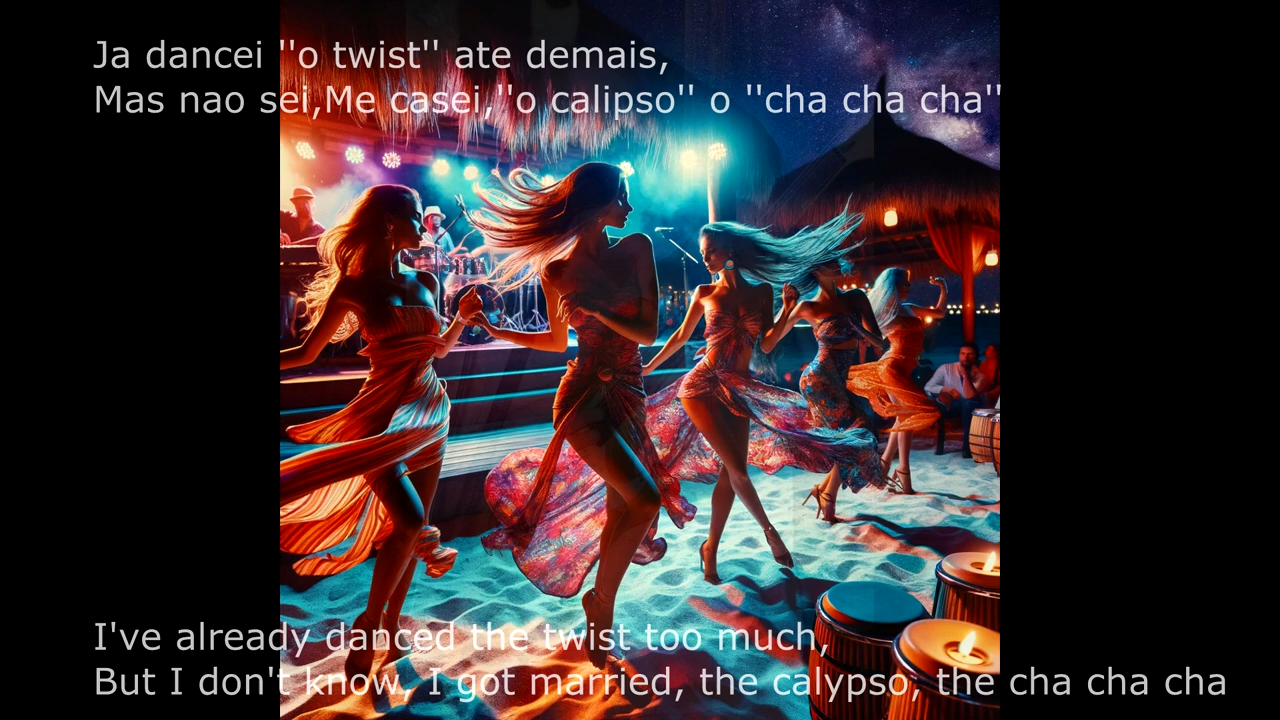 Ja dancei ''o twist'' ate demais,
Mas nao sei,Me casei,''o calipso'' o ''cha cha cha''
I've already danced the twist too much,
But I don't know, I got married, the calypso, the cha cha cha